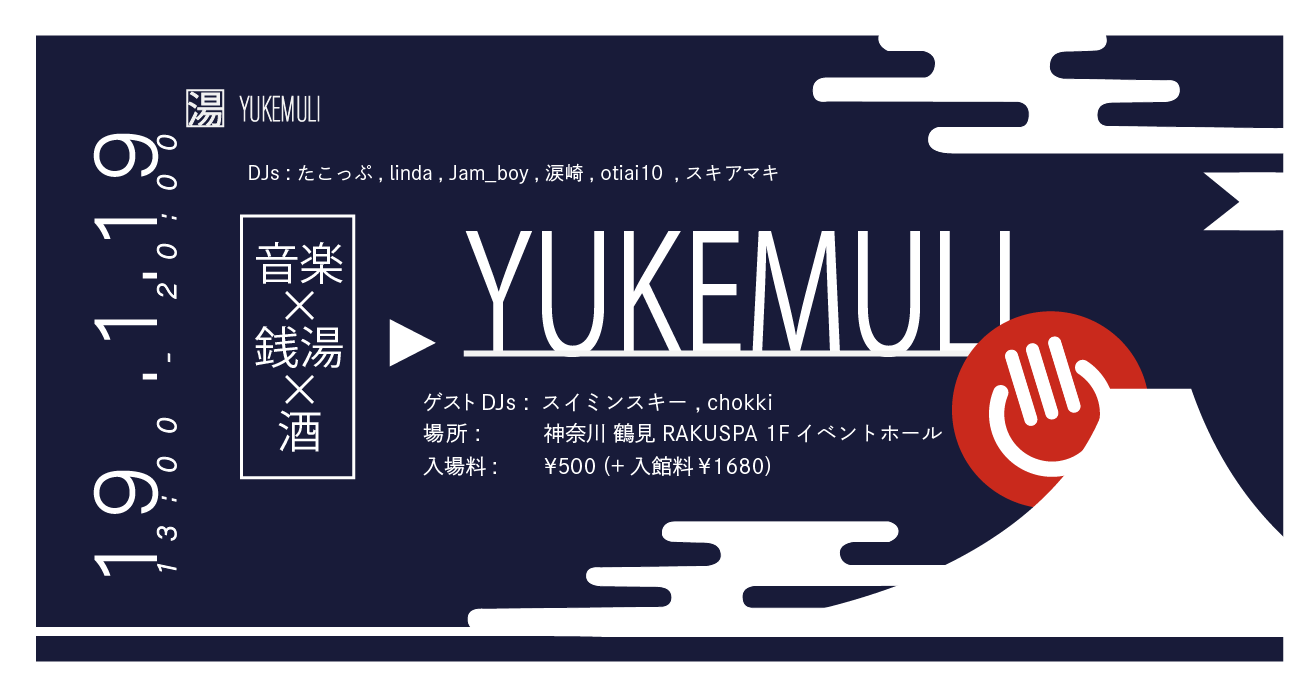 湯 YUKEMULI
DJs : たこっぷ , linda , Jam_boy , 涙崎 , otiai10 , スキアマキ
19.1.19
13:00 - 20:00
音楽
×
銭湯
×
酒
YUKEMULI
ゲスト DJs : スイミンスキー , chokki
場所 : 神奈川 鶴見 RAKUSPA 1F イベントホール
入場料 : ¥500 (+ 入館料 ¥1680)